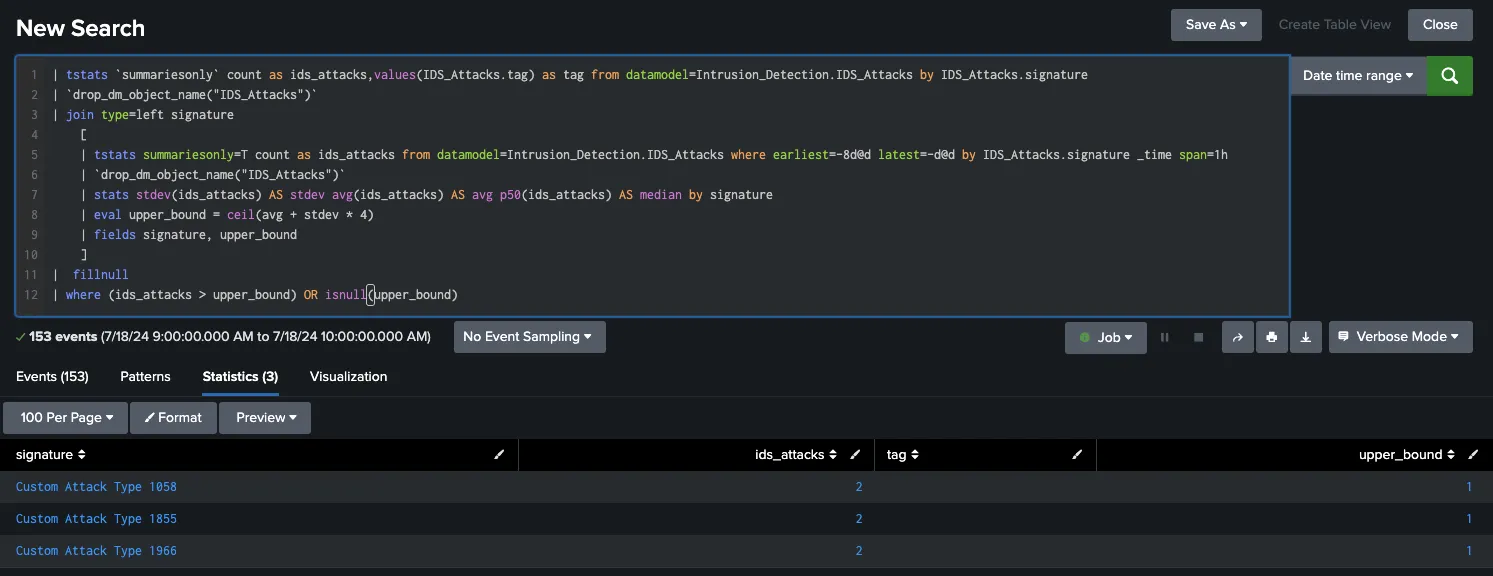 New Search
Save As
Create Table View
Close
1 | tstats `summariesonly` count as ids_attacks,values(IDS_Attacks.tag) as tag from datamodel=Intrusion_Detection.IDS_Attacks by IDS_Attacks.signature
2 | `drop_dm_object_name("IDS_Attacks")`
3 | join type=left signature
4 [
5 | tstats summariesonly=T count as ids_attacks from datamodel=Intrusion_Detection.IDS_Attacks where earliest=-8d@d latest=-d@d by IDS_Attacks.signature _time span=1h
6 | `drop_dm_object_name("IDS_Attacks")`
7 | stats stdev(ids_attacks) AS stdev avg(ids_attacks) AS avg p50(ids_attacks) AS median by signature
8 | eval upper_bound = ceil(avg + stdev * 4)
9 | fields signature, upper_bound
10 ]
11 | fillnull
12 | where (ids_attacks > upper_bound) OR isnull(upper_bound)
Date time range
153 events (7/18/24 9:00:00.000 AM to 7/18/24 10:00:00.000 AM)
No Event Sampling
Job
Verbose Mode
Events (153)
Patterns
Statistics (3)
Visualization
100 Per Page
Format
Preview
signature ids_attacks tag upper_bound
Custom Attack Type 1058 2 1
Custom Attack Type 1855 2 1
Custom Attack Type 1966 2 1